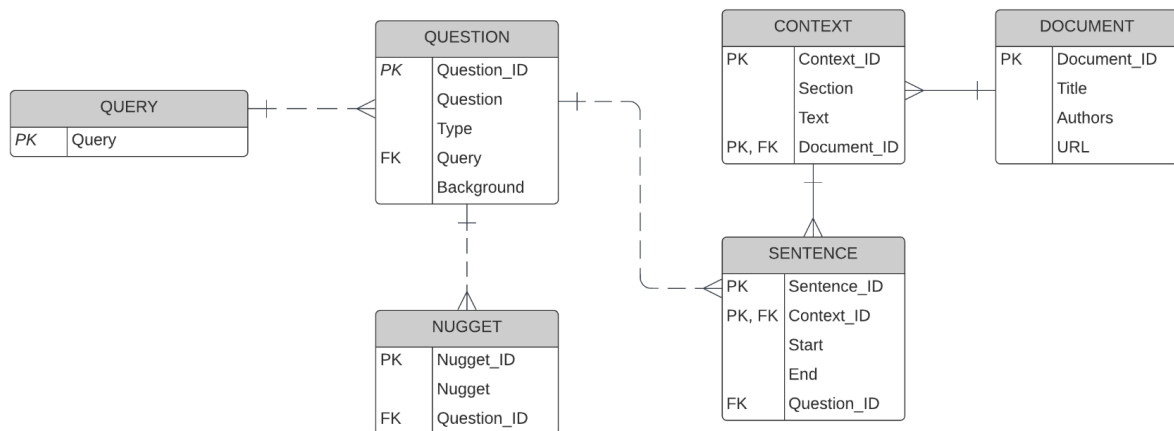 QUERY
PK Query
QUESTION
PK Question_ID
Question
Type
FK Query
Background
NUGGET
PK Nugget_ID
Nugget
FK Question_ID
CONTEXT
PK Context_ID
Section
Text
PK, FK Document_ID
DOCUMENT
PK Document_ID
Title
Authors
URL
SENTENCE
PK Sentence_ID
PK, FK Context_ID
Start
End
FK Question_ID